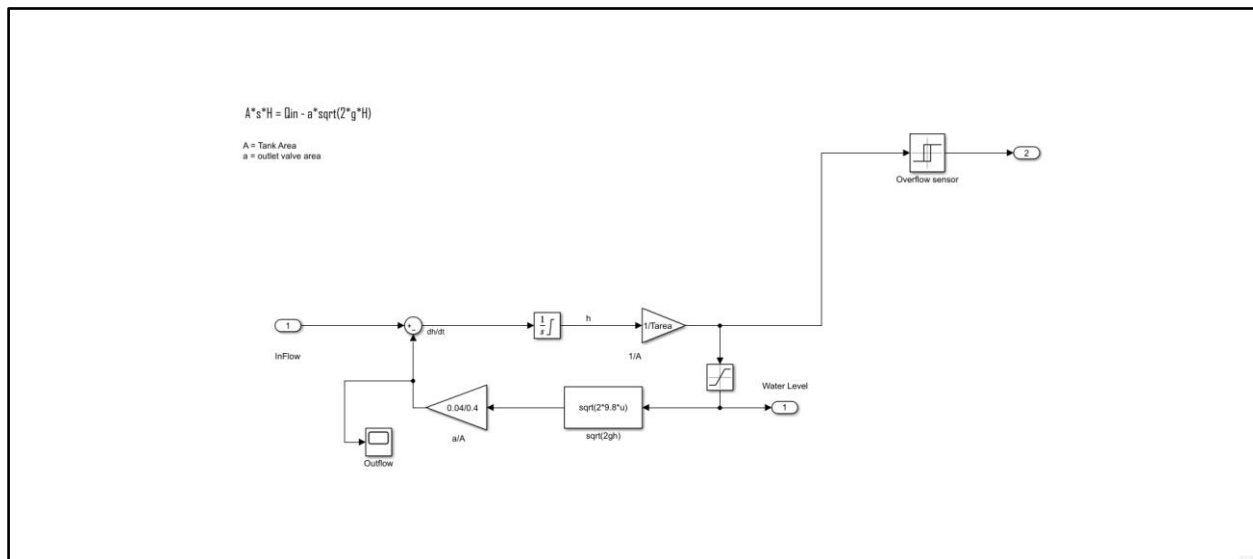 A*s*H = Qin - a*sqrt(2*g*H)
A = Tank Area
a = outlet valve area
2
Overflow sensor
1
InFlow
+
-
dh/dt
1
s
h
1/Tarea
1/A
Water Level
1
sqrt(2*9.8*u)
sqrt(2gh)
0.04/0.4
a/A
Outflow